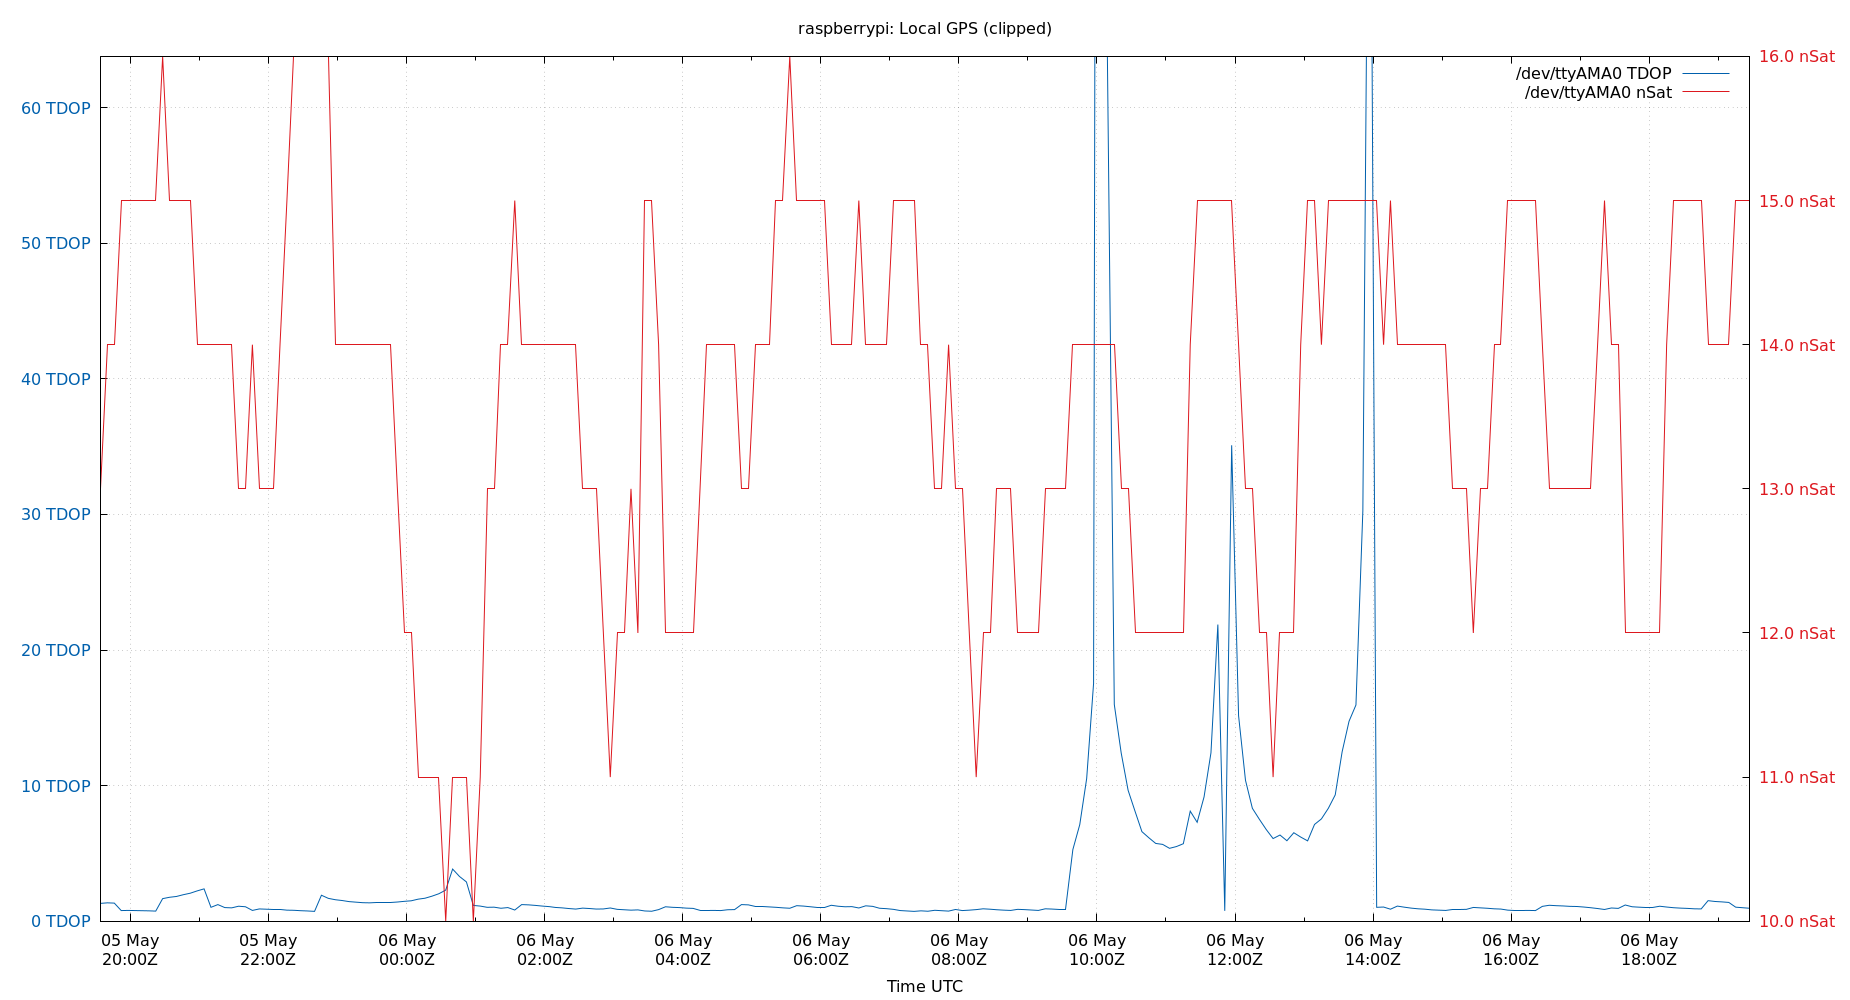 raspberrypi: Local GPS (clipped)
/dev/ttyAMA0 TDOP
/dev/ttyAMA0 nSat
60 TDOP
50 TDOP
40 TDOP
30 TDOP
20 TDOP
10 TDOP
0 TDOP
16.0 nSat
15.0 nSat
14.0 nSat
13.0 nSat
12.0 nSat
11.0 nSat
10.0 nSat
05 May
20:00Z
05 May
22:00Z
06 May
00:00Z
06 May
02:00Z
06 May
04:00Z
06 May
06:00Z
06 May
08:00Z
06 May
10:00Z
06 May
12:00Z
06 May
14:00Z
06 May
16:00Z
06 May
18:00Z
Time UTC